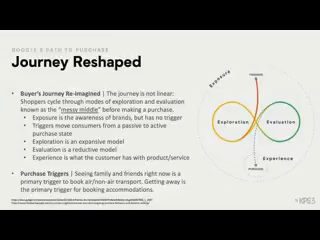 GOOGLE'S PATH TO PURCHASE
Journey Reshaped
• Buyer's Journey Re-imagined | The journey is not linear:
Shoppers cycle through modes of exploration and evaluation
known as the "messy middle" before making a purchase.
• Exposure is the awareness of brands, but has no trigger
• Triggers move consumers from a passive to active
purchase state
• Exploration is an expansive model
• Evaluation is a reductive model
• Experience is what the customer has with product/service
• Purchase Triggers | Seeing family and friends right now is a
primary trigger to book air/non-air transport. Getting away is
the primary trigger for booking accommodations.
Exposure
TRIGGER
Exploration
Evaluation
PURCHASE
Experience
KPS3